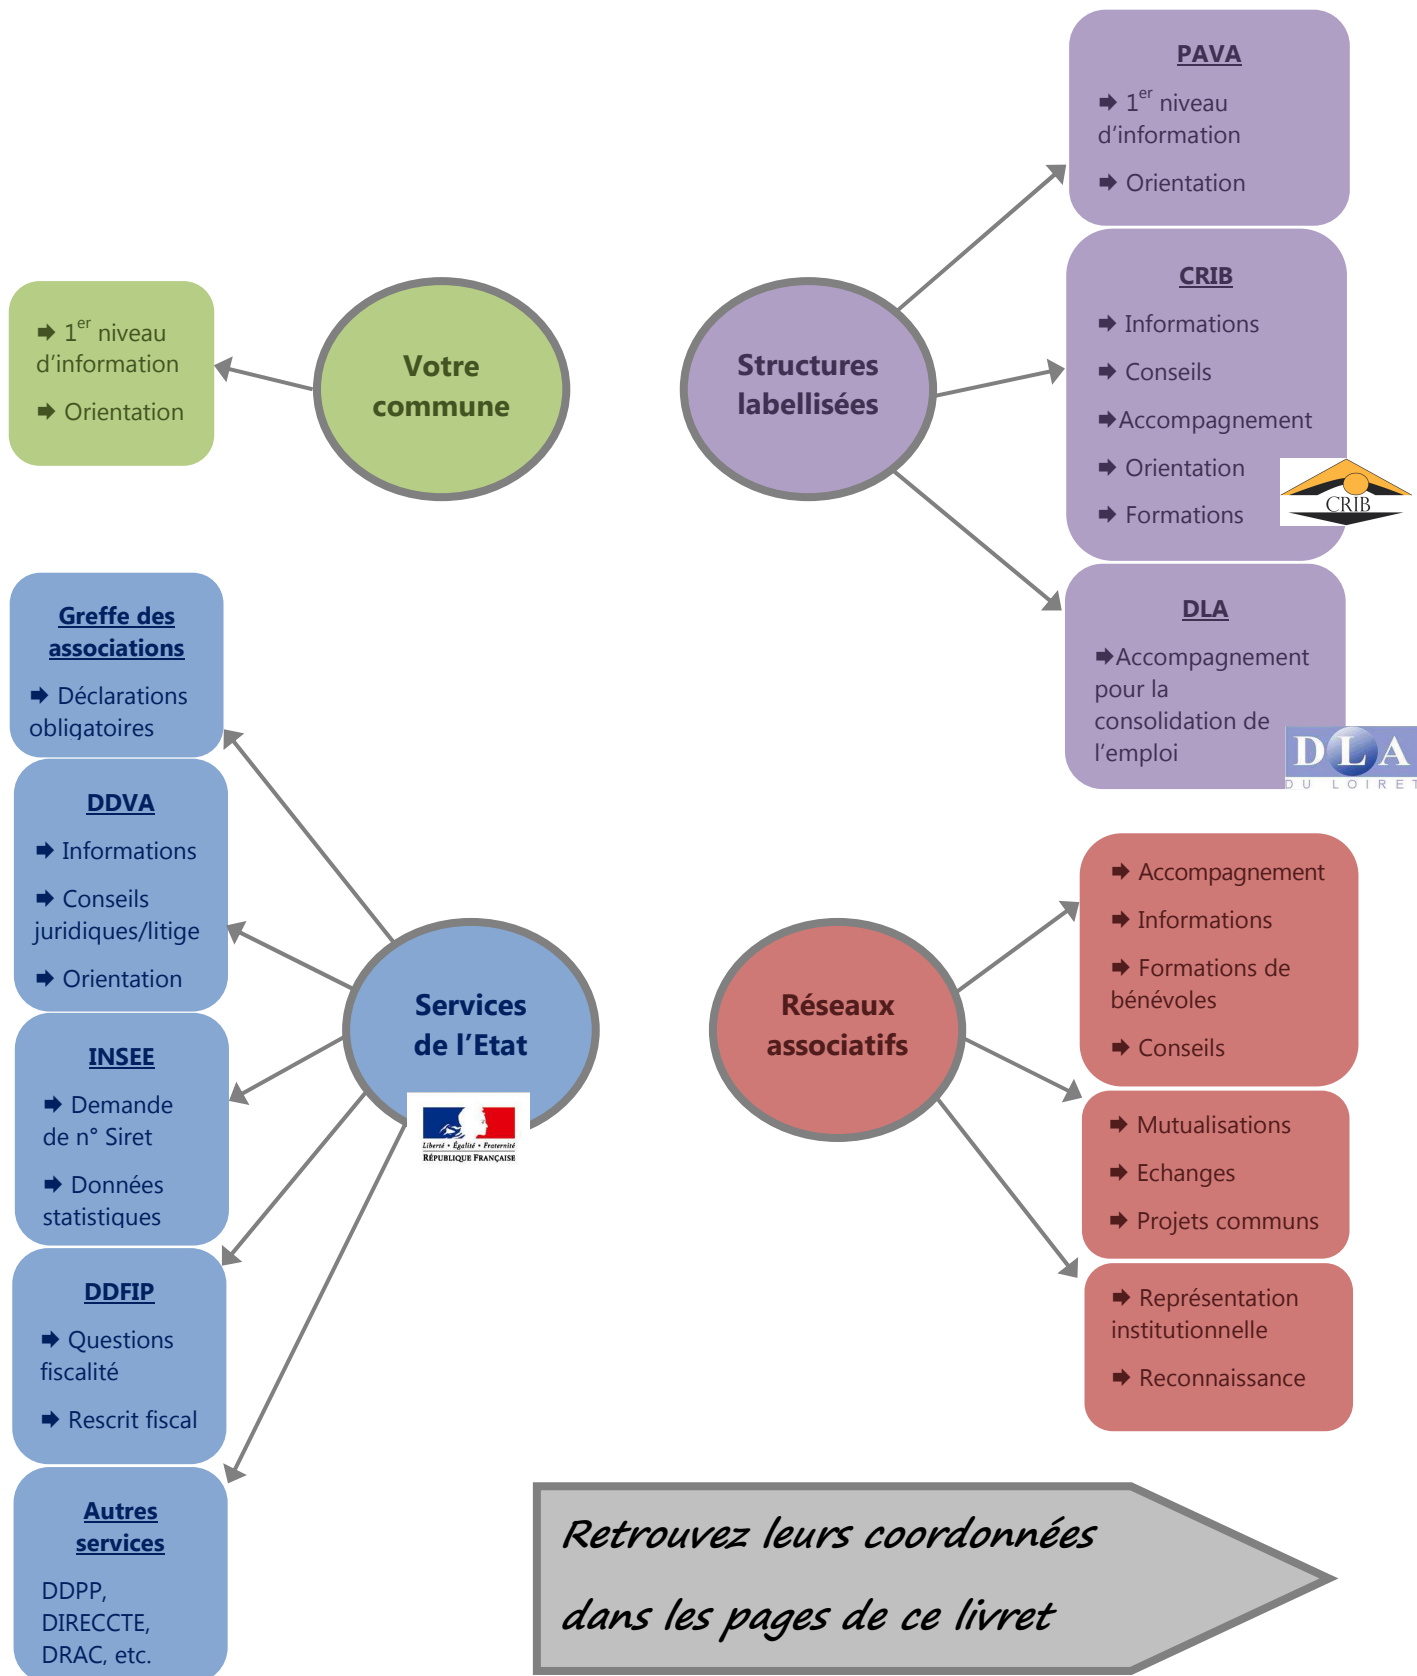 PAVA
➡ 1er niveau
d'information
➡ Orientation
CRIB
➡ Informations
➡ Conseils
➡Accompagnement
➡ Orientation
➡ Formations
CRIB
DLA
➡Accompagnement
pour la
consolidation de
l'emploi
DLA
DU LOIRET
Structures
labellisées
Votre
commune
➡ 1er niveau
d'information
➡ Orientation
Greffe des
associations
➡ Déclarations
obligatoires
DDVA
➡ Informations
➡ Conseils
juridiques/litige
➡ Orientation
INSEE
➡ Demande
de n° Siret
➡ Données
statistiques
DDFIP
➡ Questions
fiscalité
➡ Rescrit fiscal
Autres
services
DDPP,
DIRECCTE,
DRAC, etc.
Services
de l'Etat
Liberté • Égalité • Fraternité
RÉPUBLIQUE FRANÇAISE
Réseaux
associatifs
➡ Accompagnement
➡ Informations
➡ Formations de
bénévoles
➡ Conseils
➡ Mutualisations
➡ Echanges
➡ Projets communs
➡ Représentation
institutionnelle
➡ Reconnaissance
Retrouvez leurs coordonnées
dans les pages de ce livret